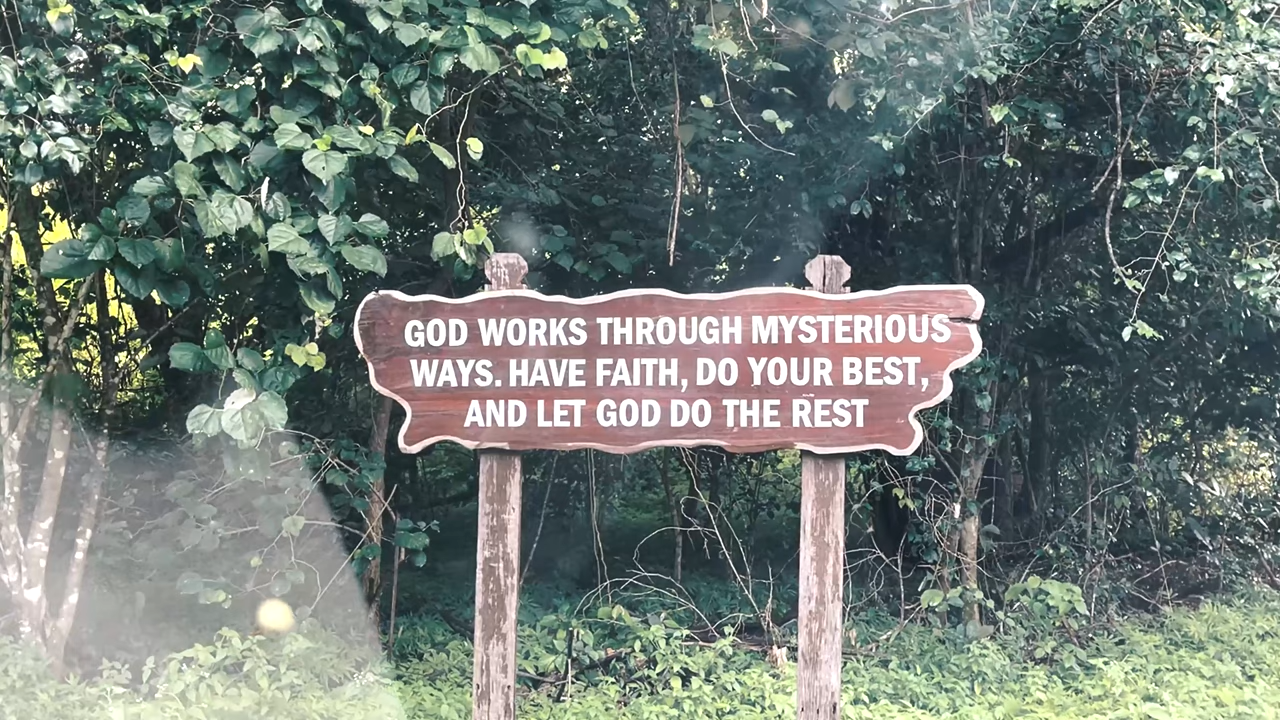 GOD WORKS THROUGH MYSTERIOUS
WAYS. HAVE FAITH, DO YOUR BEST,
AND LET GOD DO THE REST